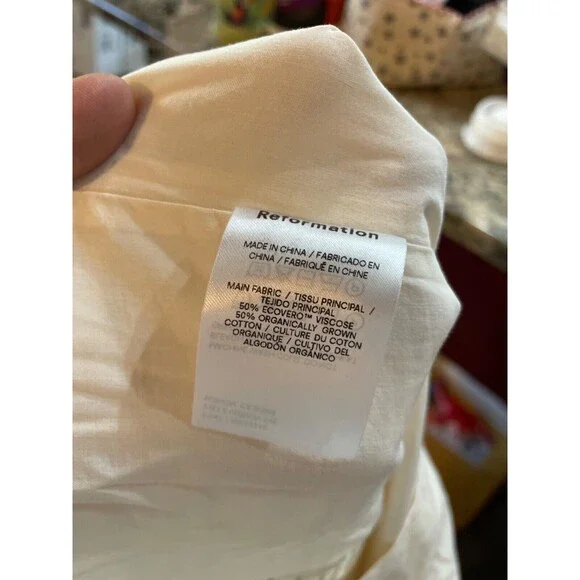 Reformation
MADE IN CHINA / FABRICADO EN
CHINA / FABRIQUÉ EN CHINE
MAIN FABRIC / TISSU PRINCIPAL /
TEJIDO PRINCIPAL
50% ECOVERO™ VISCOSE
50% ORGANICALLY GROWN
COTTON / CULTURE DU COTON
ORGANIQUE / CULTIVO DEL
ALGODÓN ORGÁNICO